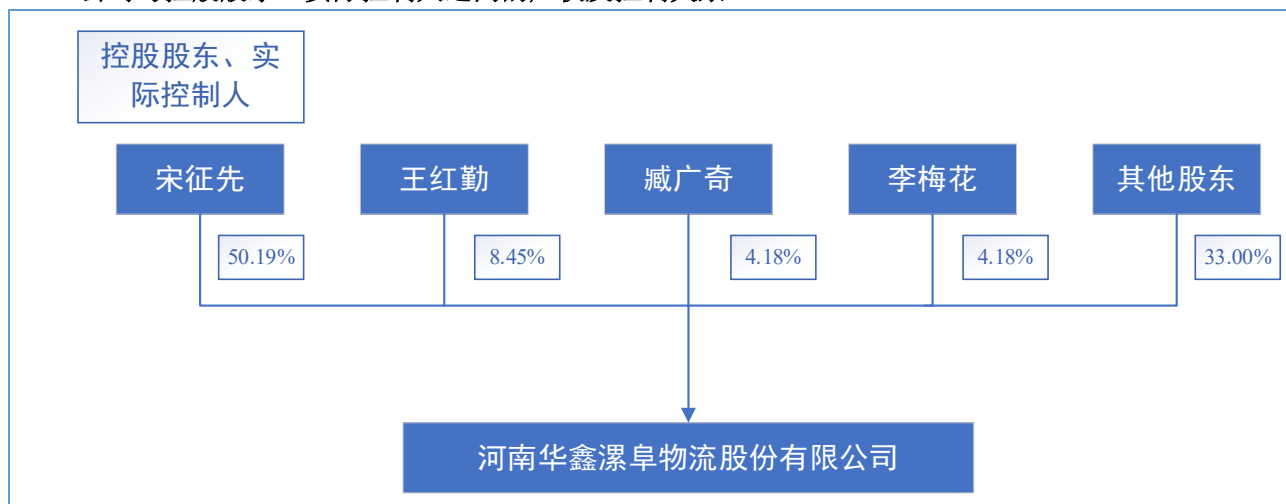 控股股东、实
际控制人
宋征先
王红勤
臧广奇
李梅花
其他股东
50.19%
8.45%
4.18%
4.18%
33.00%
河南华鑫漯阜物流股份有限公司